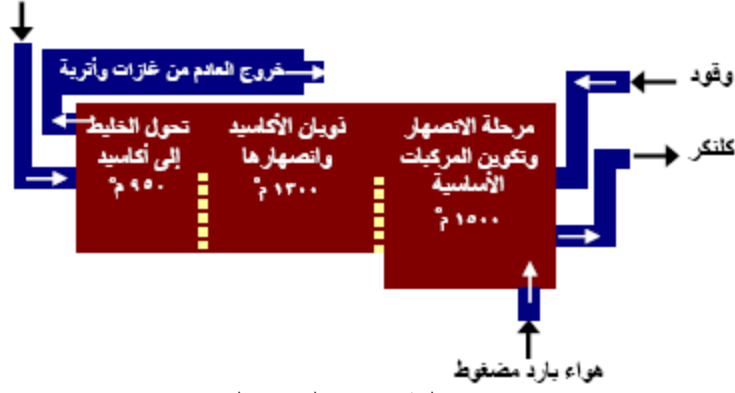 خروج العادم من غازات وأتربة
وقود
كلنكر
مرحلة الانصهار
وتكوين المركبات
الأساسية
١٥٠٠ م°
ذوبان الأكاسيد
وانصهارها
١٣٠٠ م°
تحول الخليط
إلى أكاسيد
٩٥٠ م°
هواء بارد مضغوط